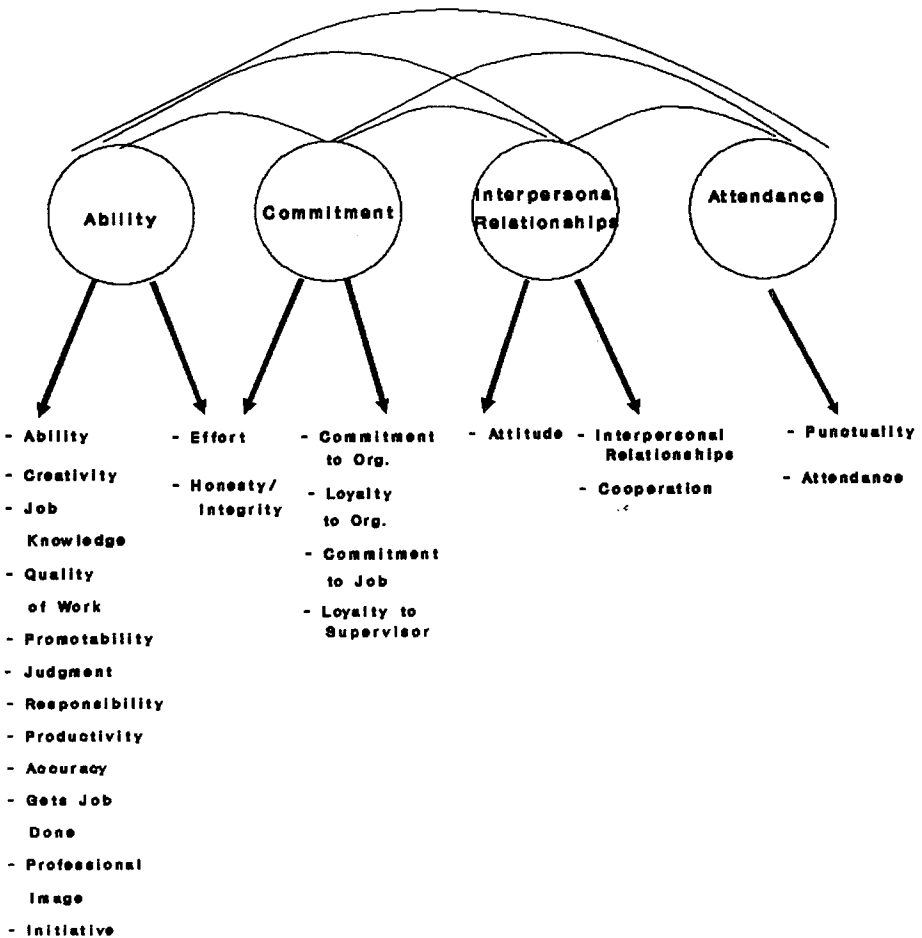 Ability
Commitment
Interpersonal
Relationships
Attendance
- Ability
- Creativity
- Job
Knowledge
- Quality
of Work
- Promotability
- Judgment
- Responsibility
- Productivity
- Accuracy
- Gets Job
Done
- Professional
Image
- Initiative
- Effort
- Honesty/
Integrity
- Commitment
to Org.
- Loyalty
to Org.
- Commitment
to Job
- Loyalty to
Supervisor
- Attitude
- Interpersonal
Relationships
- Cooperation
- Punctuality
- Attendance